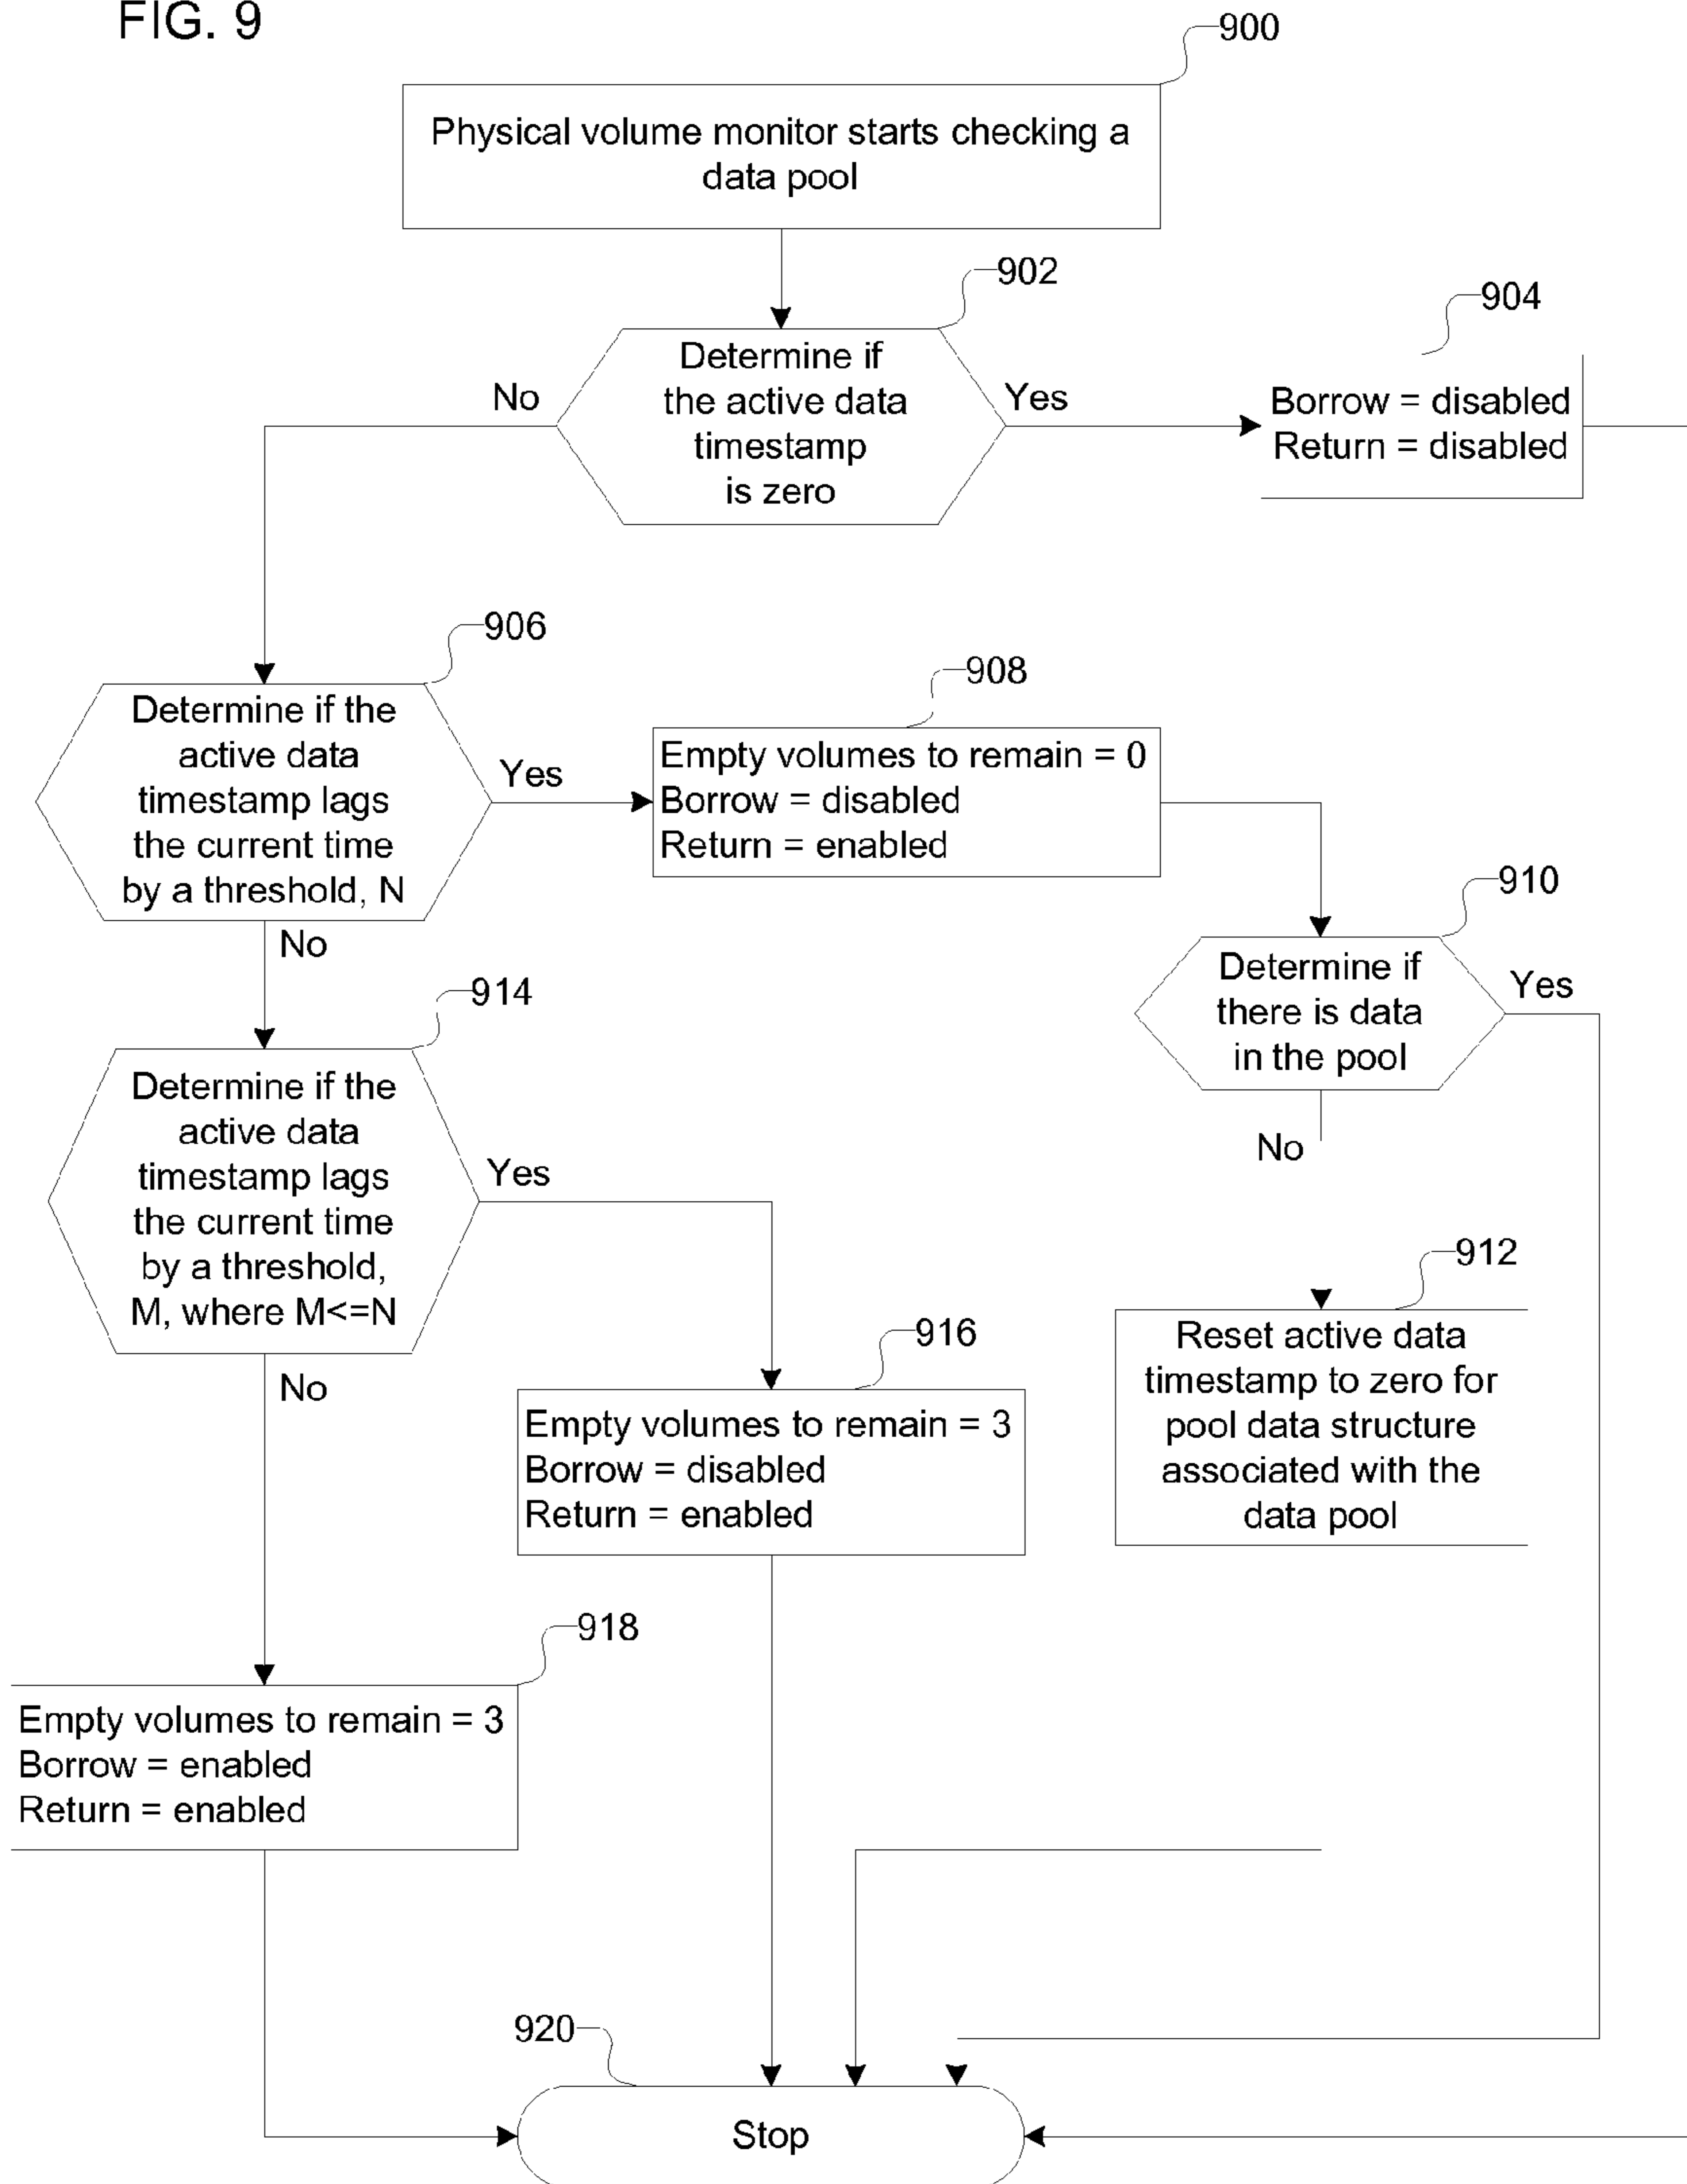 FIG. 9
900
Physical volume monitor starts checking a
data pool
902
Determine if
the active data
timestamp
is zero
No
Yes
904
Borrow = disabled
Return = disabled
906
Determine if the
active data
timestamp lags
the current time
by a threshold, N
Yes
No
908
Empty volumes to remain = 0
Borrow = disabled
Return = enabled
910
Determine if
there is data
in the pool
Yes
No
912
Reset active data
timestamp to zero for
pool data structure
associated with the
data pool
914
Determine if the
active data
timestamp lags
the current time
by a threshold,
M, where M<=N
Yes
No
916
Empty volumes to remain = 3
Borrow = disabled
Return = enabled
918
Empty volumes to remain = 3
Borrow = enabled
Return = enabled
920
Stop